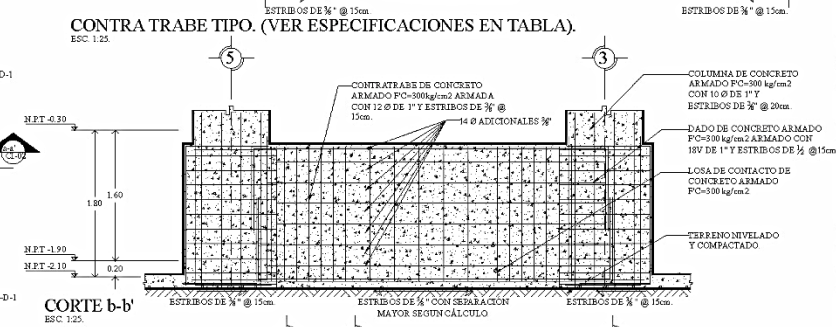 ESTRIBOS DE ⅜" @ 15cm.
ESTRIBOS DE ⅜" @ 15cm.
CONTRA TRABE TIPO. (VER ESPECIFICACIONES EN TABLA).
ESC. 1:25.
5
3
D-1
CONTRATRABE DE CONCRETO
ARMADO F'C=300kg/cm2 ARMADA
CON 12 Ø DE 1" Y ESTRIBOS DE ⅜" @
15cm.
14 Ø ADICIONALES ⅜"
COLUMNA DE CONCRETO
ARMADO F'C=300 kg/cm2
CON 10 Ø DE 1" Y
ESTRIBOS DE ⅜" @ 20cm.
N.P.T -0.30
a-a'
C1-02
DADO DE CONCRETO ARMADO
F'C=300 kg/cm2 ARMADO CON
18V DE 1" Y ESTRIBOS DE ½ @15cm
LOSA DE CONTACTO DE
CONCRETO ARMADO
F'C=300 kg/cm2
1.80
1.60
TERRENO NIVELADO
Y COMPACTADO
N.P.T -1.90
N.P.T -2.10
0.20
D-1
CORTE b-b'
ESC. 1:25.
ESTRIBOS DE ⅜" @ 15cm.
ESTRIBOS DE ⅜" CON SEPARACION
MAYOR SEGUN CÁLCULO
ESTRIBOS DE ⅜" @ 15cm.